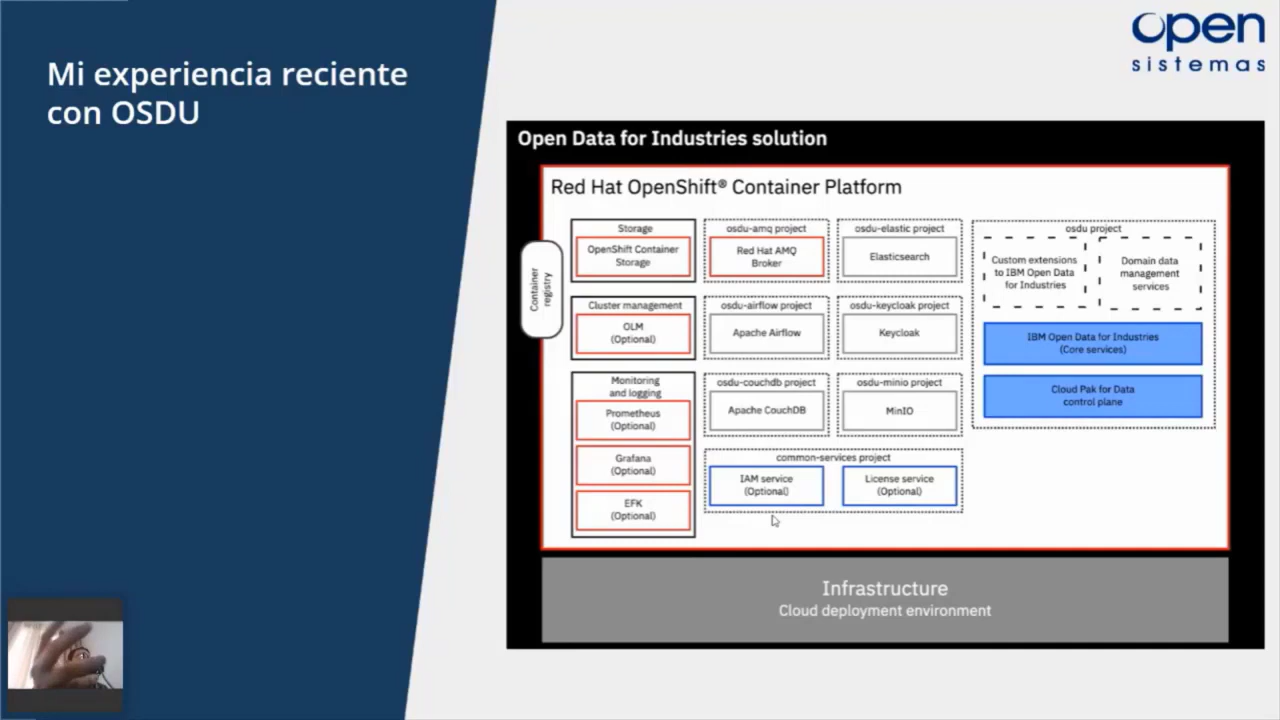 Mi experiencia reciente
con OSDU
open
sistemas
Open Data for Industries solution
Red Hat OpenShift® Container Platform
Container
registry
Storage
OpenShift Container
Storage
Cluster management
OLM
(Optional)
Monitoring
and logging
Prometheus
(Optional)
Grafana
(Optional)
EFK
(Optional)
osdu-amq project
Red Hat AMQ
Broker
osdu-elastic project
Elasticsearch
osdu-airflow project
Apache Airflow
osdu-keycloak project
Keycloak
osdu-couchdb project
Apache CouchDB
osdu-minio project
MinIO
common-services project
IAM service
(Optional)
License service
(Optional)
osdu project
Custom extensions
to IBM Open Data
for Industries
Domain data
management
services
IBM Open Data for Industries
(Core services)
Cloud Pak for Data
control plane
Infrastructure
Cloud deployment environment